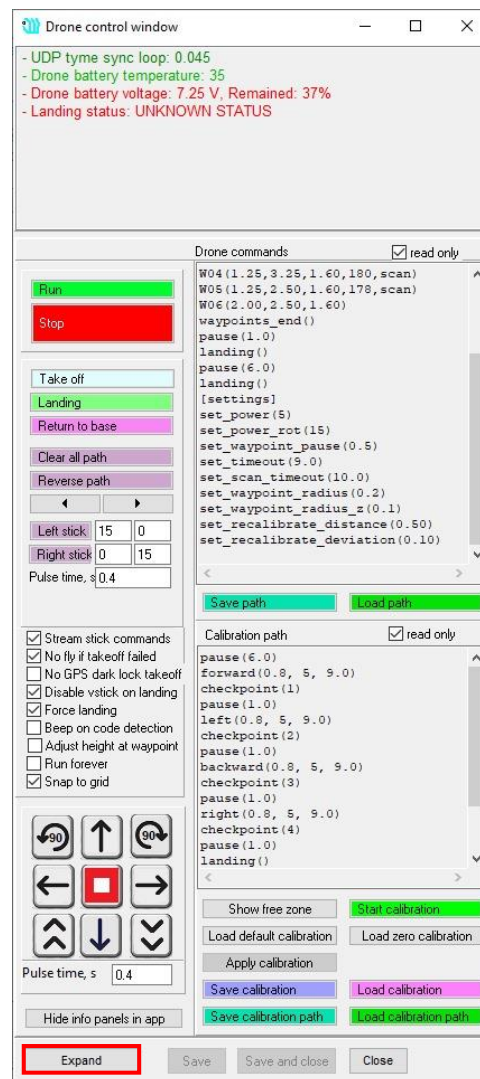 Drone control window
- UDP tyme sync loop: 0.045
- Drone battery temperature: 35
- Drone battery voltage: 7.25 V, Remained: 37%
- Landing status: UNKNOWN STATUS
Drone commands
read only
Run
Stop
Take off
Landing
Return to base
Clear all path
Reverse path
Left stick 15 0
Right stick 0 15
Pulse time, s 0.4
W04(1.25,3.25,1.60,180,scan)
W05(1.25,2.50,1.60,178,scan)
W06(2.00,2.50,1.60)
waypoints_end()
pause(1.0)
landing()
pause(6.0)
landing()
[settings]
set_power(5)
set_power_rot(15)
set_waypoint_pause(0.5)
set_timeout(9.0)
set_scan_timeout(10.0)
set_waypoint_radius(0.2)
set_waypoint_radius_z(0.1)
set_recalibrate_distance(0.50)
set_recalibrate_deviation(0.10)
Save path
Load path
Stream stick commands
No fly if takeoff failed
No GPS dark lock takeoff
Disable vstick on landing
Force landing
Beep on code detection
Adjust height at waypoint
Run forever
Snap to grid
Calibration path
read only
pause(6.0)
forward(0.8, 5, 9.0)
checkpoint(1)
pause(1.0)
left(0.8, 5, 9.0)
checkpoint(2)
pause(1.0)
backward(0.8, 5, 9.0)
checkpoint(3)
pause(1.0)
right(0.8, 5, 9.0)
checkpoint(4)
pause(1.0)
landing()
90
90
Pulse time, s 0.4
Hide info panels in app
Show free zone
Start calibration
Load default calibration
Load zero calibration
Apply calibration
Save calibration
Load calibration
Save calibration path
Load calibration path
Expand
Save
Save and close
Close